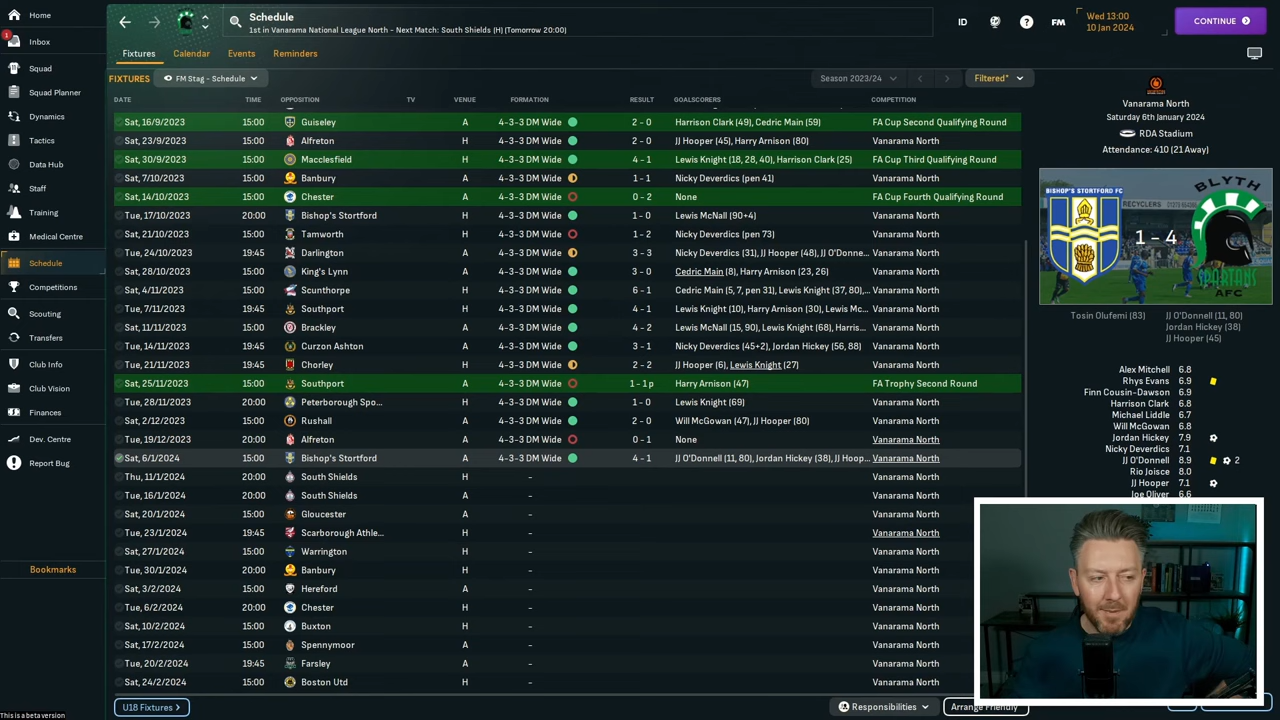 Home
Inbox
1
Squad
Squad Planner
Dynamics
Tactics
Data Hub
Staff
Training
Medical Centre
Schedule
Competitions
Scouting
Transfers
Club Info
Club Vision
Finances
Dev. Centre
Report Bug
Bookmarks
This is a beta version
Schedule
1st in Vanarama National League North - Next Match: South Shields (H) (Tomorrow 20:00)
ID
FM
Wed 13:00
10 Jan 2024
CONTINUE
Fixtures Calendar Events Reminders
FIXTURES FM Stag - Schedule Season 2023/24 Filtered*
DATE TIME OPPOSITION TV VENUE FORMATION RESULT GOALSCORERS COMPETITION
Sat, 16/9/2023 15:00 Guiseley A 4-3-3 DM Wide 2 - 0 Harrison Clark (49), Cedric Main (59) FA Cup Second Qualifying Round
Sat, 23/9/2023 15:00 Alfreton A 4-3-3 DM Wide 2 - 0 JJ Hooper (45), Harry Arnison (80) Vanarama North
Sat, 30/9/2023 15:00 Macclesfield A 4-3-3 DM Wide 4 - 1 Lewis Knight (18, 28, 40), Harrison Clark (25) FA Cup Third Qualifying Round
Sat, 7/10/2023 15:00 Banbury A 4-3-3 DM Wide 1 - 1 Nicky Deverdics (pen 41) Vanarama North
Sat, 14/10/2023 15:00 Chester A 4-3-3 DM Wide 0 - 2 None FA Cup Fourth Qualifying Round
Tue, 17/10/2023 20:00 Bishop's Stortford H 4-3-3 DM Wide 1 - 0 Lewis McNall (90+4) Vanarama North
Sat, 21/10/2023 15:00 Tamworth H 4-3-3 DM Wide 1 - 2 Nicky Deverdics (pen 73) Vanarama North
Tue, 24/10/2023 19:45 Darlington A 4-3-3 DM Wide 3 - 3 Nicky Deverdics (31), JJ Hooper (48), JJ O'Donne... Vanarama North
Sat, 28/10/2023 15:00 King's Lynn H 4-3-3 DM Wide 3 - 0 Cedric Main (8), Harry Arnison (23, 26) Vanarama North
Sat, 4/11/2023 15:00 Scunthorpe H 4-3-3 DM Wide 6 - 1 Cedric Main (5, 7, pen 31), Lewis Knight (37, 80),... Vanarama North
Tue, 7/11/2023 19:45 Southport H 4-3-3 DM Wide 4 - 1 Lewis Knight (10), Harry Arnison (30), Lewis Mc... Vanarama North
Sat, 11/11/2023 15:00 Brackley A 4-3-3 DM Wide 4 - 2 Lewis McNall (15, 90), Lewis Knight (68), Harris... Vanarama North
Tue, 14/11/2023 19:45 Curzon Ashton A 4-3-3 DM Wide 3 - 1 Nicky Deverdics (45+2), Jordan Hickey (56, 88) Vanarama North
Tue, 21/11/2023 19:45 Chorley H 4-3-3 DM Wide 2 - 2 JJ Hooper (6), Lewis Knight (27) Vanarama North
Sat, 25/11/2023 15:00 Southport A 4-3-3 DM Wide 1 - 1 p Harry Arnison (47) FA Trophy Second Round
Tue, 28/11/2023 20:00 Peterborough Spo... H 4-3-3 DM Wide 1 - 0 Lewis Knight (69) Vanarama North
Sat, 2/12/2023 15:00 Rushall A 4-3-3 DM Wide 2 - 0 Will McGowan (47), JJ Hooper (80) Vanarama North
Tue, 19/12/2023 20:00 Alfreton H 4-3-3 DM Wide 0 - 1 None Vanarama North
Sat, 6/1/2024 15:00 Bishop's Stortford A 4-3-3 DM Wide 4 - 1 JJ O'Donnell (11, 80), Jordan Hickey (38), JJ Hoop... Vanarama North
Thu, 11/1/2024 20:00 South Shields H - Vanarama North
Tue, 16/1/2024 20:00 South Shields A - Vanarama North
Sat, 20/1/2024 15:00 Gloucester A - Vanarama North
Tue, 23/1/2024 19:45 Scarborough Athle... H - Vanarama North
Sat, 27/1/2024 15:00 Warrington A - Vanarama North
Tue, 30/1/2024 20:00 Banbury H - Vanarama North
Sat, 3/2/2024 15:00 Hereford A - Vanarama North
Tue, 6/2/2024 20:00 Chester H - Vanarama North
Sat, 10/2/2024 15:00 Buxton H - Vanarama North
Sat, 17/2/2024 15:00 Spennymoor A - Vanarama North
Tue, 20/2/2024 19:45 Farsley A - Vanarama North
Sat, 24/2/2024 15:00 Boston Utd H - Vanarama North
U18 Fixtures > Responsibilities Arrange Friendly
Vanarama North
Saturday 6th January 2024
RDA Stadium
Attendance: 410 (21 Away)
BISHOP'S STORTFORD FC
RECYCLERS
BLYTH
1 - 4
SPARTANS
AFC
Tosin Olufemi (83) JJ O'Donnell (11, 80)
Jordan Hickey (38)
JJ Hooper (45)
Alex Mitchell 6.8
Rhys Evans 6.9
Finn Cousin-Dawson 6.9
Harrison Clark 6.8
Michael Liddle 6.7
Will McGowan 6.8
Jordan Hickey 7.9
Nicky Deverdics 7.1
JJ O'Donnell 8.9 2
Rio Joisce 8.0
JJ Hooper 7.1
Joe Oliver 6.6